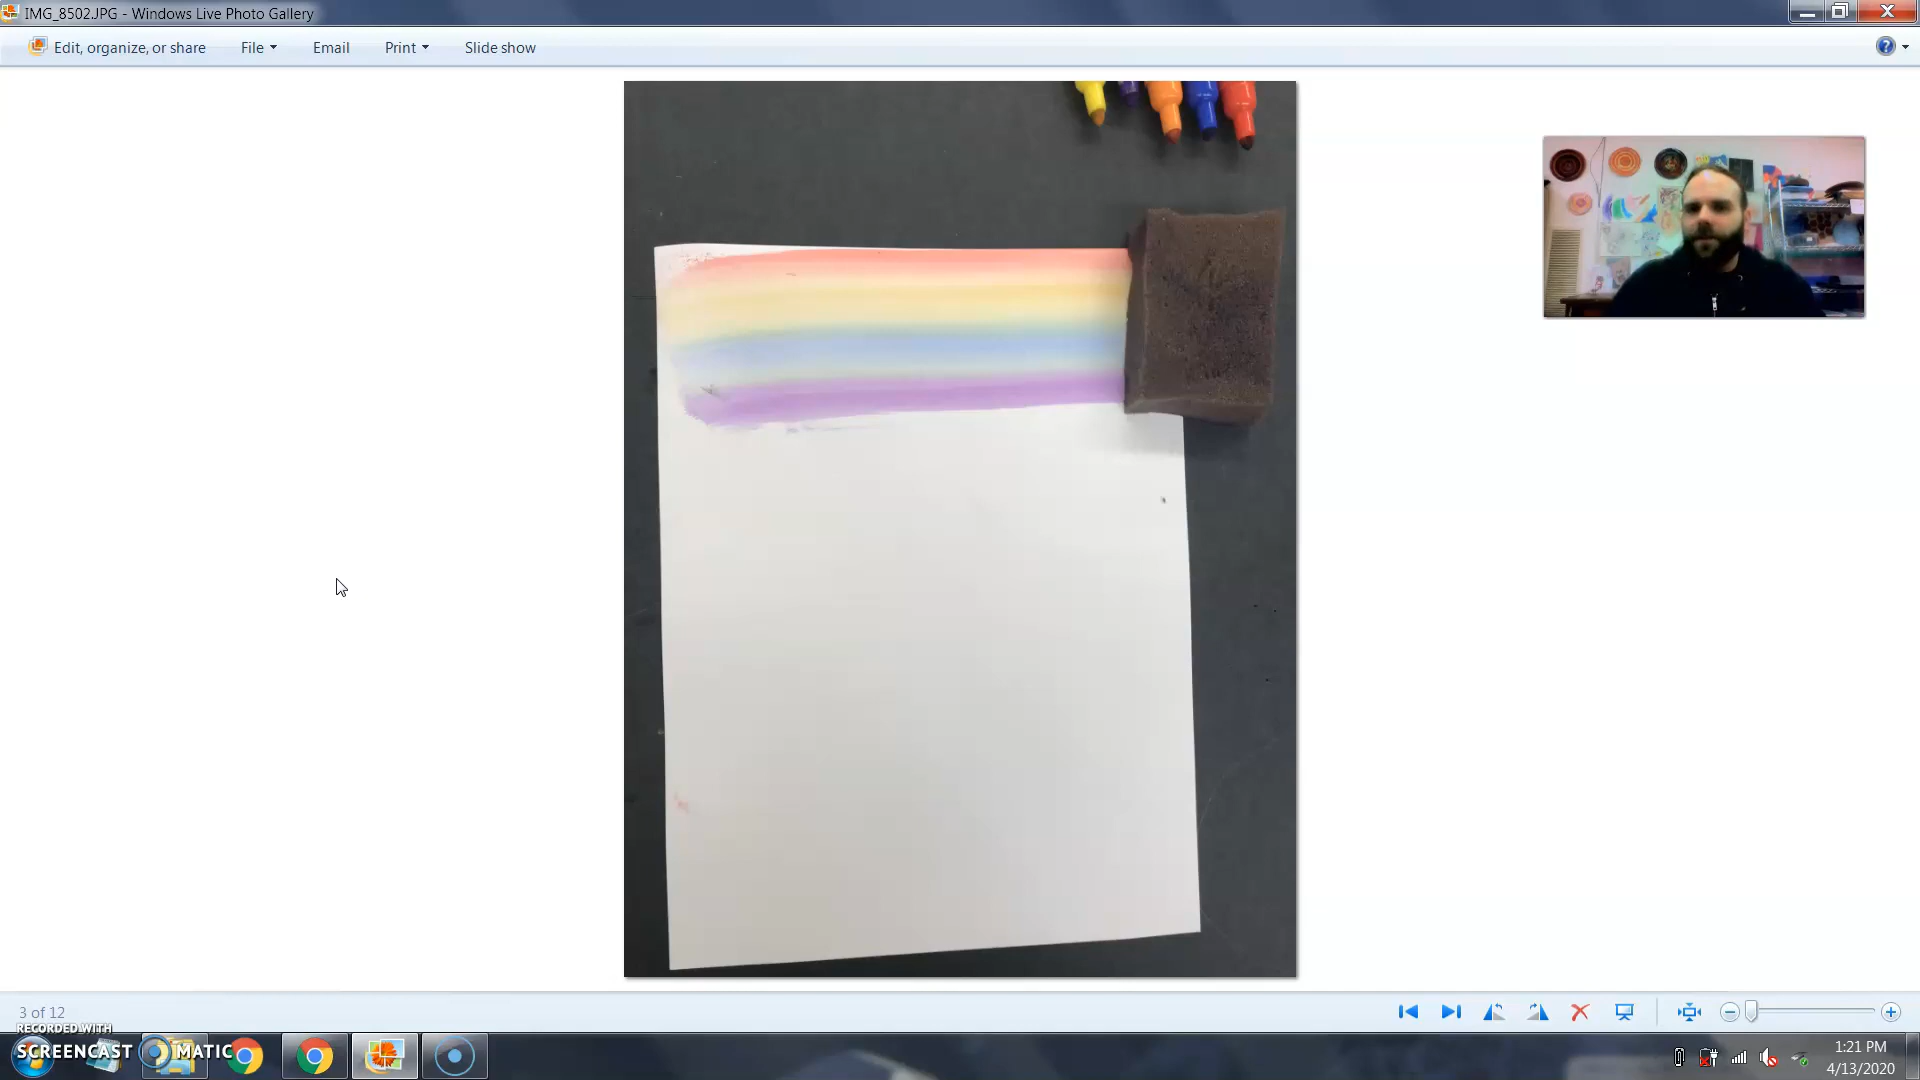 IMG_8502.JPG - Windows Live Photo Gallery
Edit, organize, or share File Email Print Slide show
3 of 12
RECORDED WITH
SCREENCAST MATIC
1:21 PM
4/13/2020